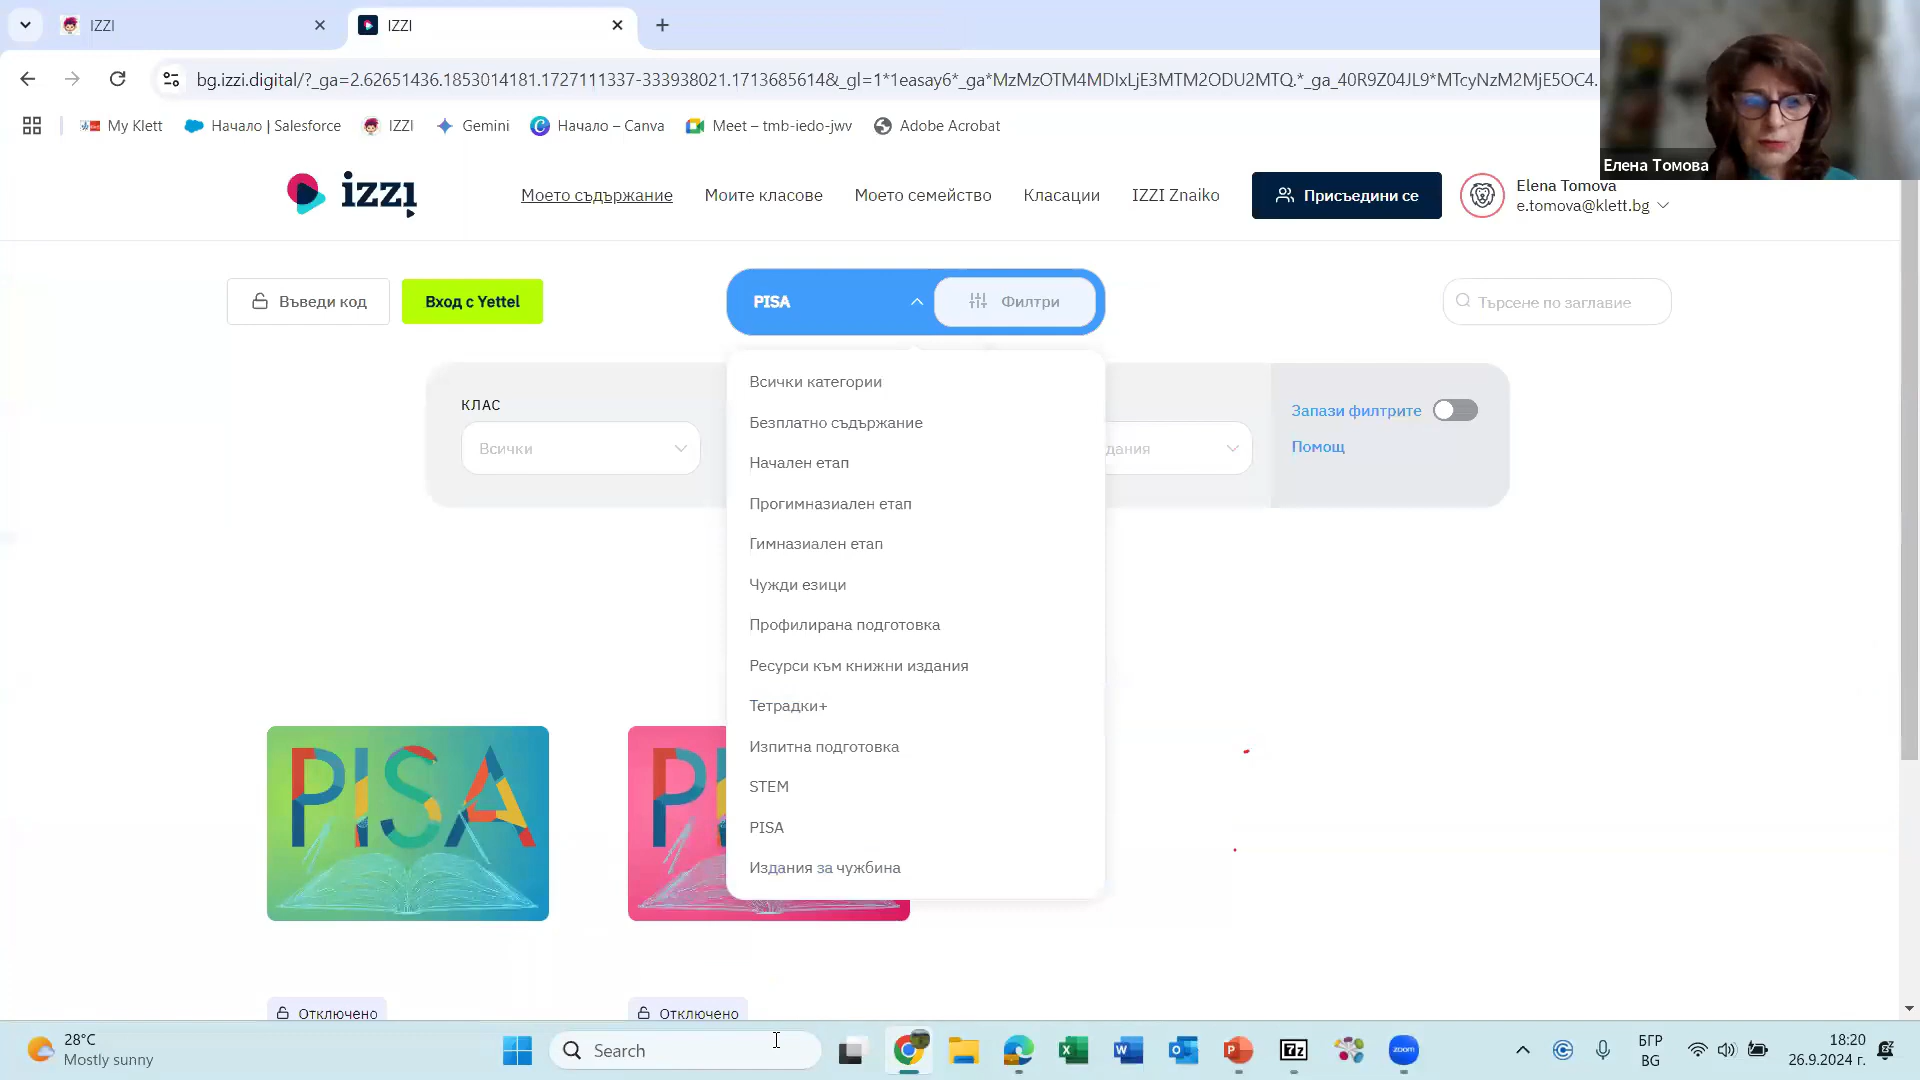 IZZI
IZZI
bg.izzi.digital/?_ga=2.62651436.1853014181.1727111337-333938021.1713685614&_gl=1*1easay6*_ga*MzMzOTM4MDIxLjE3MTM2ODU2MTQ.*_ga_40R9Z04JL9*MTcyNzM2MjE5OC4.
My Klett
Начало | Salesforce
IZZI
Gemini
Начало – Canva
Meet – tmb-iedo-jwv
Adobe Acrobat
Елена Томова
izzi
Моето съдържание
Моите класове
Моето семейство
Класации
IZZI Znaiko
Присъедини се
Elena Tomova
e.tomova@klett.bg
Въведи код
Вход с Yettel
PISA
Филтри
Търсене по заглавие
КЛАС
Всички
дания
Запази филтрите
Помощ
Всички категории
Безплатно съдържание
Начален етап
Прогимназиален етап
Гимназиален етап
Чужди езици
Профилирана подготовка
Ресурси към книжни издания
Тетрадки+
Изпитна подготовка
STEM
PISA
Издания за чужбина
PISA
PI
Отключено
Отключено
28°C
Mostly sunny
Search
7z
zoom
БГР
BG
18:20
26.9.2024 г.